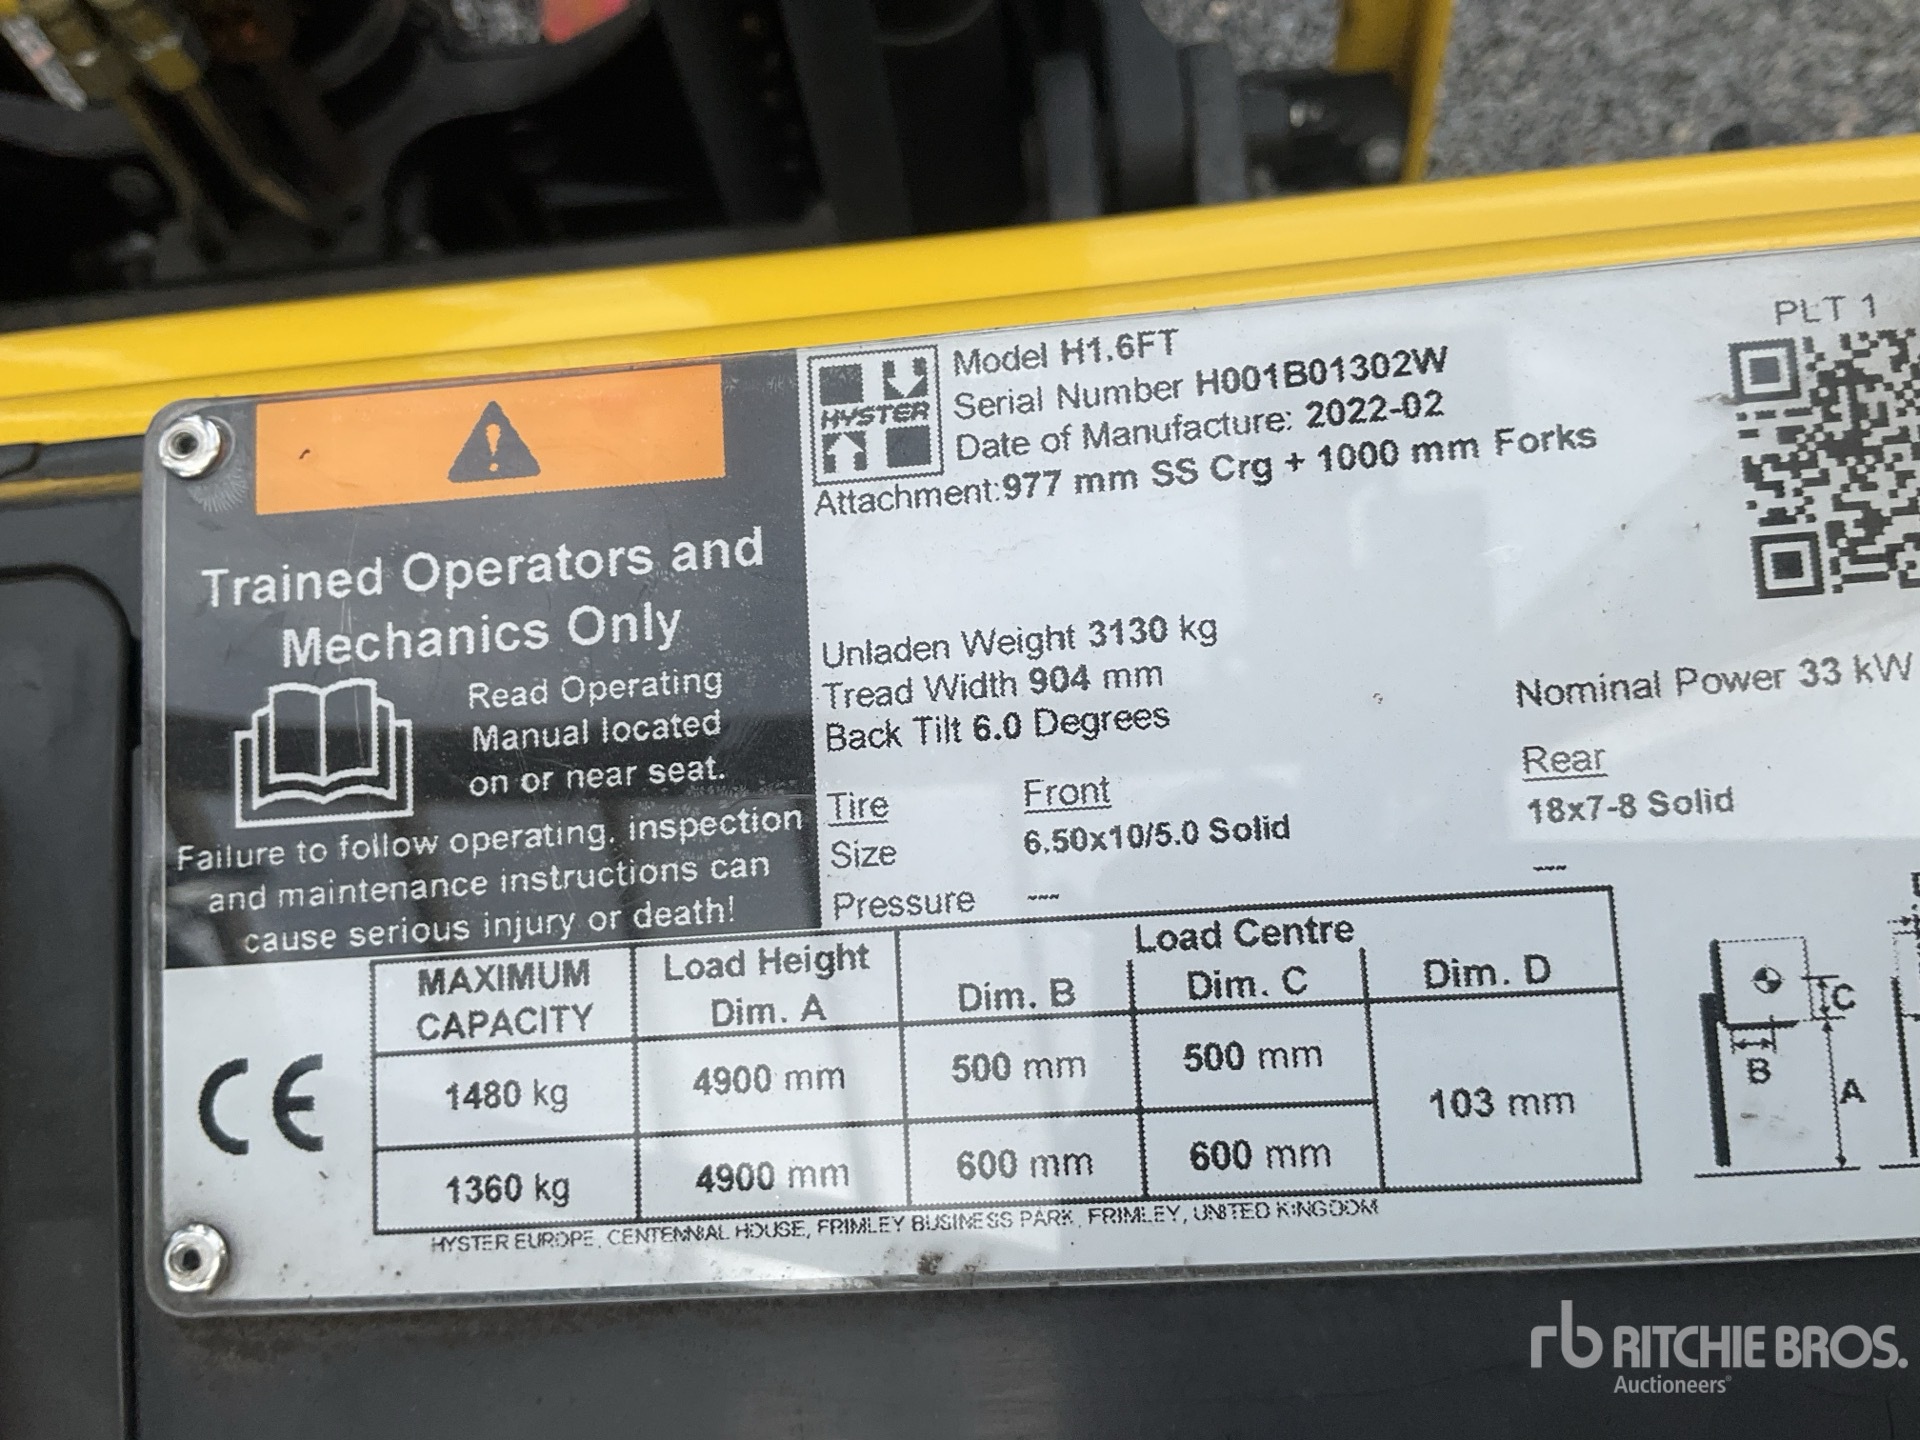 PLT 1
HYSTER
Model H1.6FT
Serial Number H001B01302W
Date of Manufacture: 2022-02
Attachment:977 mm SS Crg + 1000 mm Forks
Trained Operators and
Mechanics Only
Read Operating
Manual located
on or near seat.
Failure to follow operating, inspection
and maintenance instructions can
cause serious injury or death!
Unladen Weight 3130 kg
Tread Width 904 mm
Back Tilt 6.0 Degrees
Nominal Power 33 kW
Tire Front Rear
Size 6.50x10/5.0 Solid 18x7-8 Solid
Pressure --- ---
MAXIMUM CAPACITY Load Height Dim. A Load Centre
Dim. B Dim. C Dim. D
1480 kg 4900 mm 500 mm 500 mm 103 mm
1360 kg 4900 mm 600 mm 600 mm
C
B
A
CE
HYSTER EUROPE, CENTENNIAL HOUSE, FRIMLEY BUSINESS PARK, FRIMLEY, UNITED KINGDOM
rb RITCHIE BROS.
Auctioneers